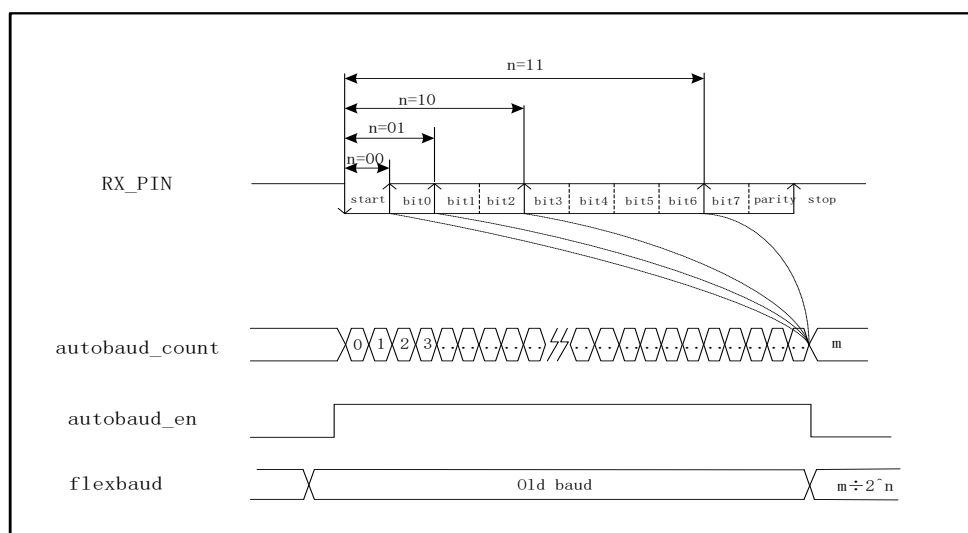 n=11
n=10
n=01
n=00
RX_PIN
start bit0 bit1 bit2 bit3 bit4 bit5 bit6 bit7 parity stop
autobaud_count
0 1 2 3 .. .. .. .. .. .. .. .. .. .. .. .. .. m
autobaud_en
flexbaud
Old baud
m÷2^n